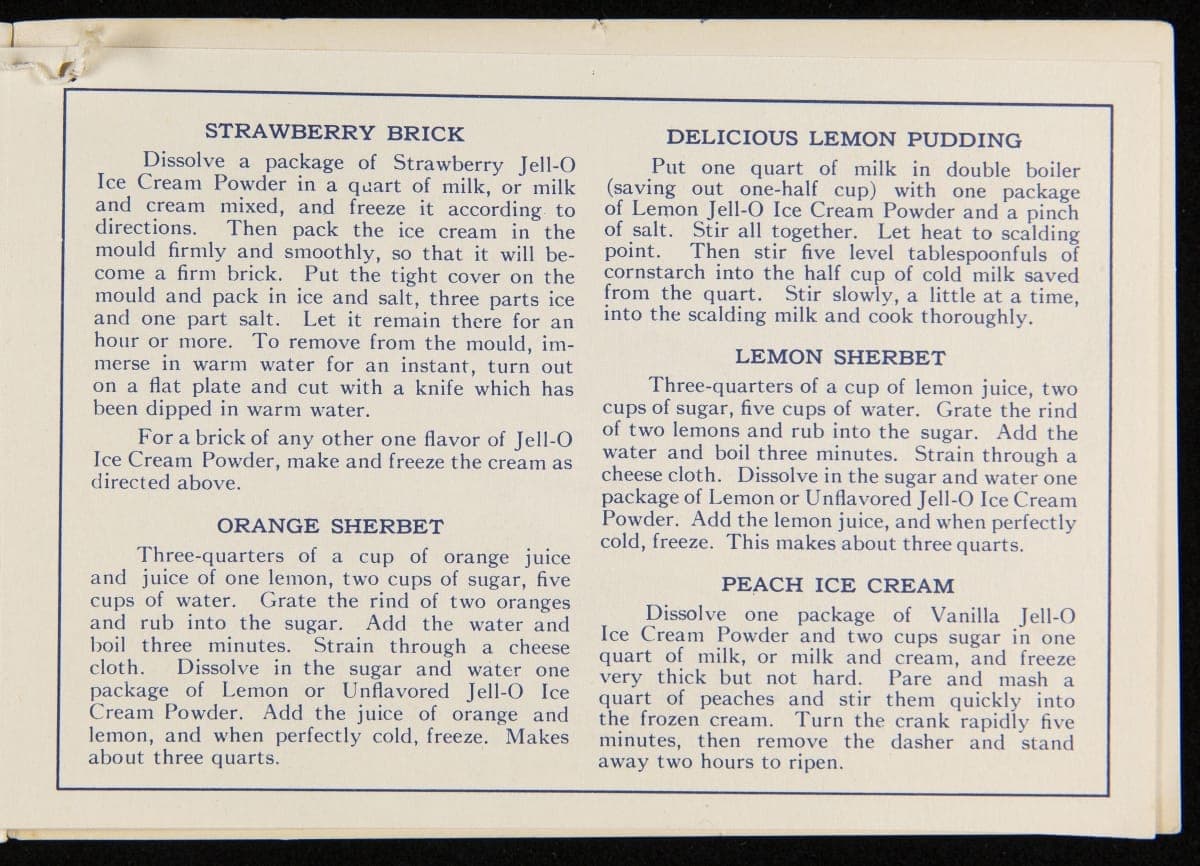 STRAWBERRY BRICK
Dissolve a package of Strawberry Jell-O
Ice Cream Powder in a quart of milk, or milk
and cream mixed, and freeze it according to
directions. Then pack the ice cream in the
mould firmly and smoothly, so that it will be-
come a firm brick. Put the tight cover on the
mould and pack in ice and salt, three parts ice
and one part salt. Let it remain there for an
hour or more. To remove from the mould, im-
merse in warm water for an instant, turn out
on a flat plate and cut with a knife which has
been dipped in warm water.
For a brick of any other one flavor of Jell-O
Ice Cream Powder, make and freeze the cream as
directed above.
ORANGE SHERBET
Three-quarters of a cup of orange juice
and juice of one lemon, two cups of sugar, five
cups of water. Grate the rind of two oranges
and rub into the sugar. Add the water and
boil three minutes. Strain through a cheese
cloth. Dissolve in the sugar and water one
package of Lemon or Unflavored Jell-O Ice
Cream Powder. Add the juice of orange and
lemon, and when perfectly cold, freeze. Makes
about three quarts.
DELICIOUS LEMON PUDDING
Put one quart of milk in double boiler
(saving out one-half cup) with one package
of Lemon Jell-O Ice Cream Powder and a pinch
of salt. Stir all together. Let heat to scalding
point. Then stir five level tablespoonfuls of
cornstarch into the half cup of cold milk saved
from the quart. Stir slowly, a little at a time,
into the scalding milk and cook thoroughly.
LEMON SHERBET
Three-quarters of a cup of lemon juice, two
cups of sugar, five cups of water. Grate the rind
of two lemons and rub into the sugar. Add the
water and boil three minutes. Strain through a
cheese cloth. Dissolve in the sugar and water one
package of Lemon or Unflavored Jell-O Ice Cream
Powder. Add the lemon juice, and when perfectly
cold, freeze. This makes about three quarts.
PEACH ICE CREAM
Dissolve one package of Vanilla Jell-O
Ice Cream Powder and two cups sugar in one
quart of milk, or milk and cream, and freeze
very thick but not hard. Pare and mash a
quart of peaches and stir them quickly into
the frozen cream. Turn the crank rapidly five
minutes, then remove the dasher and stand
away two hours to ripen.